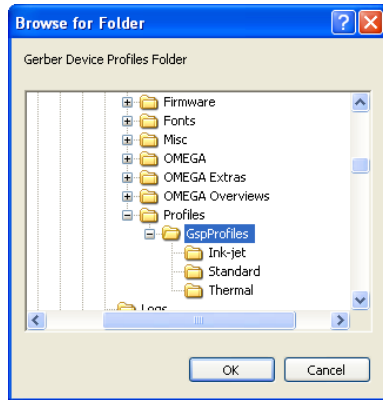 Browse for Folder
Gerber Device Profiles Folder
Firmware
Fonts
Misc
OMEGA
OMEGA Extras
OMEGA Overviews
Profiles
GspProfiles
Ink-jet
Standard
Thermal
Logs
OK
Cancel